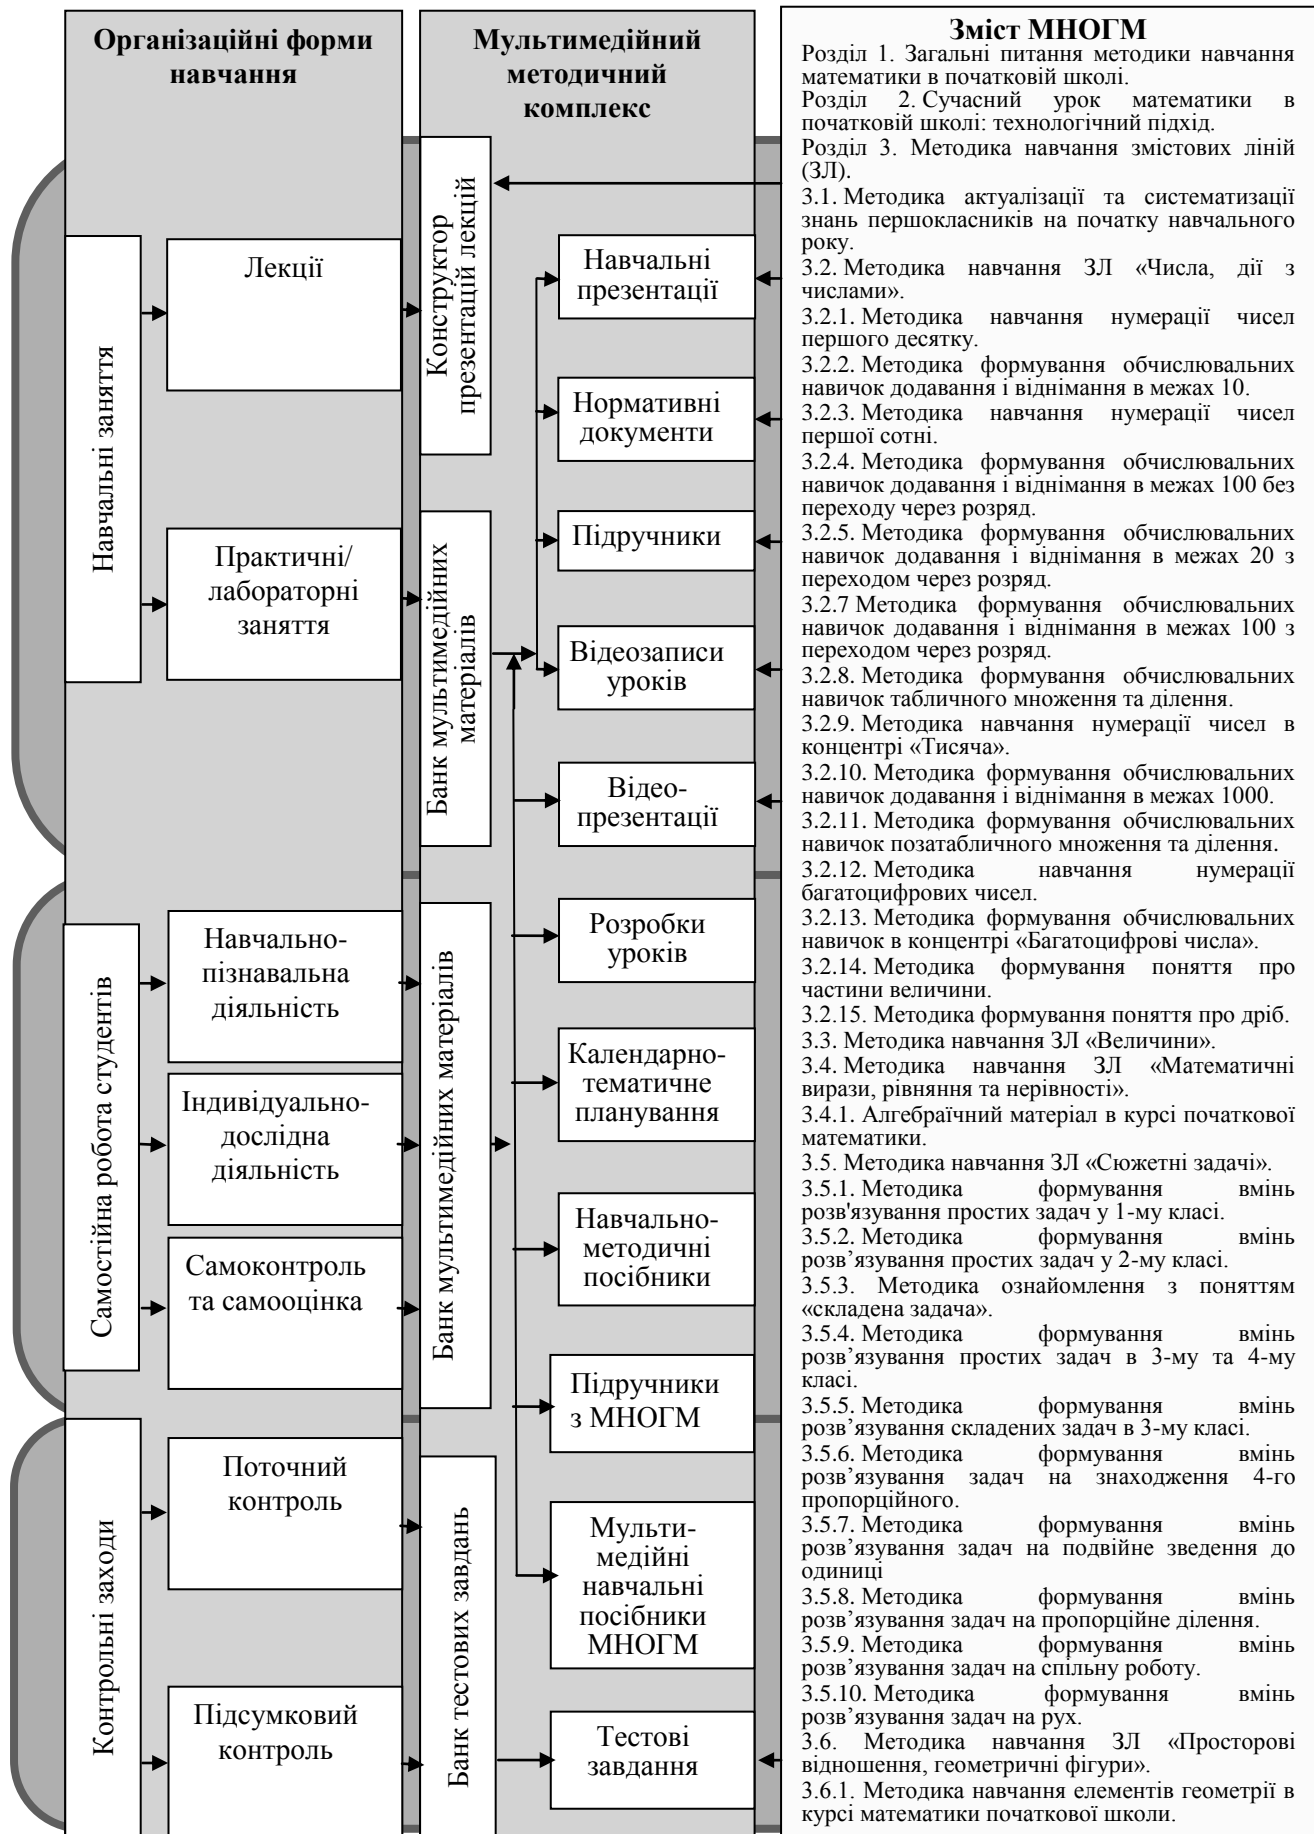 Організаційні форми
навчання
Навчальні заняття
Лекції
Практичні/
лабораторні
заняття
Самостійна робота студентів
Навчально-
пізнавальна
діяльність
Індивідуально-
дослідна
діяльність
Самоконтроль
та самооцінка
Контрольні заходи
Поточний
контроль
Підсумковий
контроль
Мультимедійний
методичний
комплекс
Конструктор
презентацій лекцій
Банк мультимедійних
матеріалів
Банк мультимедійних матеріалів
Банк тестових завдань
Навчальні
презентації
Нормативні
документи
Підручники
Відеозаписи
уроків
Відео-
презентації
Розробки
уроків
Календарно-
тематичне
планування
Навчально-
методичні
посібники
Підручники
з МНОГМ
Мульти-
медійні
навчальні
посібники
МНОГМ
Тестові
завдання
Зміст МНОГМ
Розділ 1. Загальні питання методики навчання
математики в початковій школі.
Розділ 2. Сучасний урок математики в
початковій школі: технологічний підхід.
Розділ 3. Методика навчання змістових ліній
(ЗЛ).
3.1. Методика актуалізації та систематизації
знань першокласників на початку навчального
року.
3.2. Методика навчання ЗЛ «Числа, дії з
числами».
3.2.1. Методика навчання нумерації чисел
першого десятку.
3.2.2. Методика формування обчислювальних
навичок додавання і віднімання в межах 10.
3.2.3. Методика навчання нумерації чисел
першої сотні.
3.2.4. Методика формування обчислювальних
навичок додавання і віднімання в межах 100 без
переходу через розряд.
3.2.5. Методика формування обчислювальних
навичок додавання і віднімання в межах 20 з
переходом через розряд.
3.2.7 Методика формування обчислювальних
навичок додавання і віднімання в межах 100 з
переходом через розряд.
3.2.8. Методика формування обчислювальних
навичок табличного множення та ділення.
3.2.9. Методика навчання нумерації чисел в
концентрі «Тисяча».
3.2.10. Методика формування обчислювальних
навичок додавання і віднімання в межах 1000.
3.2.11. Методика формування обчислювальних
навичок позатабличного множення та ділення.
3.2.12. Методика навчання нумерації
багатоцифрових чисел.
3.2.13. Методика формування обчислювальних
навичок в концентрі «Багатоцифрові числа».
3.2.14. Методика формування поняття про
частини величини.
3.2.15. Методика формування поняття про дріб.
3.3. Методика навчання ЗЛ «Величини».
3.4. Методика навчання ЗЛ «Математичні
вирази, рівняння та нерівності».
3.4.1. Алгебраїчний матеріал в курсі початкової
математики.
3.5. Методика навчання ЗЛ «Сюжетні задачі».
3.5.1. Методика формування вмінь
розв'язування простих задач у 1-му класі.
3.5.2. Методика формування вмінь
розв’язування простих задач у 2-му класі.
3.5.3. Методика ознайомлення з поняттям
«складена задача».
3.5.4. Методика формування вмінь
розв’язування простих задач в 3-му та 4-му
класі.
3.5.5. Методика формування вмінь
розв’язування складених задач в 3-му класі.
3.5.6. Методика формування вмінь
розв’язування задач на знаходження 4-го
пропорційного.
3.5.7. Методика формування вмінь
розв’язування задач на подвійне зведення до
одиниці
3.5.8. Методика формування вмінь
розв’язування задач на пропорційне ділення.
3.5.9. Методика формування вмінь
розв’язування задач на спільну роботу.
3.5.10. Методика формування вмінь
розв’язування задач на рух.
3.6. Методика навчання ЗЛ «Просторові
відношення, геометричні фігури».
3.6.1. Методика навчання елементів геометрії в
курсі математики початкової школи.